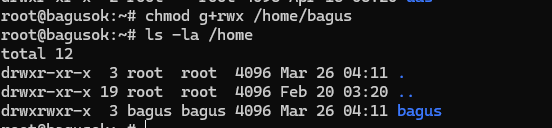 root@bagusok:~# chmod g+rwx /home/bagus
root@bagusok:~# ls -la /home
total 12
drwxr-xr-x  3 root  root  4096 Mar 26 04:11 .
drwxr-xr-x 19 root  root  4096 Feb 20 03:20 ..
drwxrwxr-x  3 bagus bagus 4096 Mar 26 04:11 bagus
root@bagusok:~#